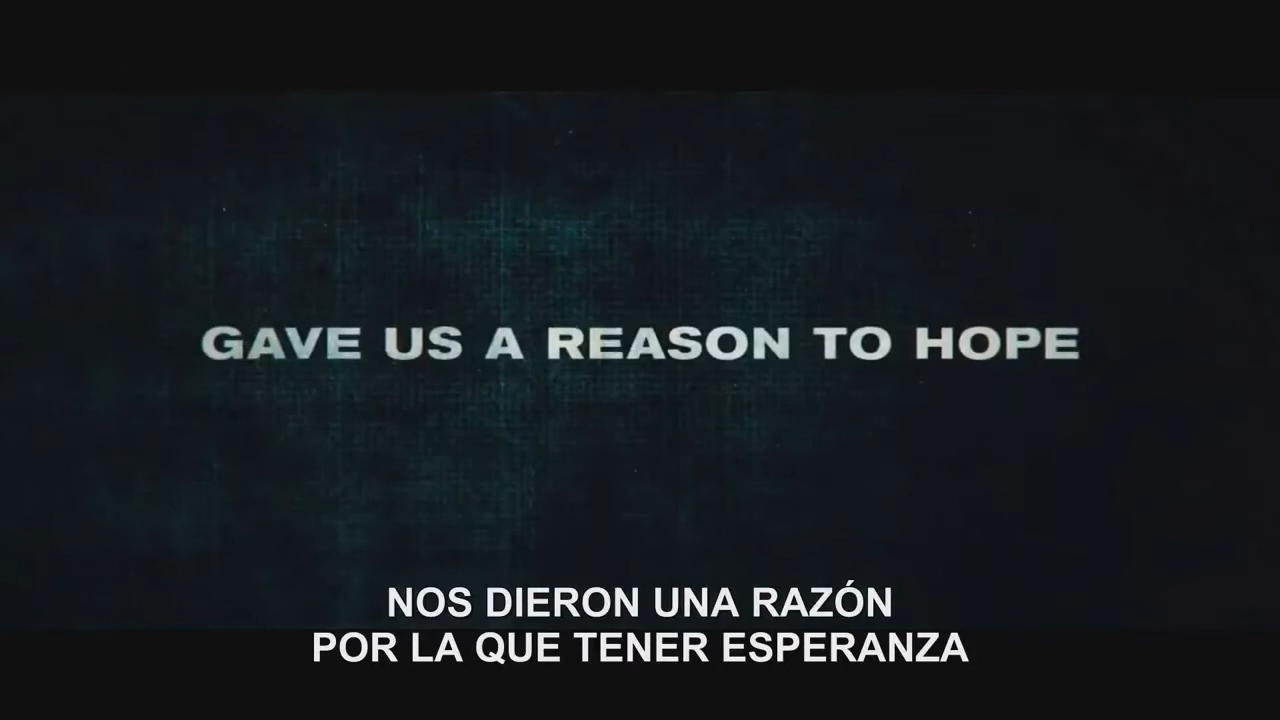 GAVE US A REASON TO HOPE
NOS DIERON UNA RAZÓN
POR LA QUE TENER ESPERANZA